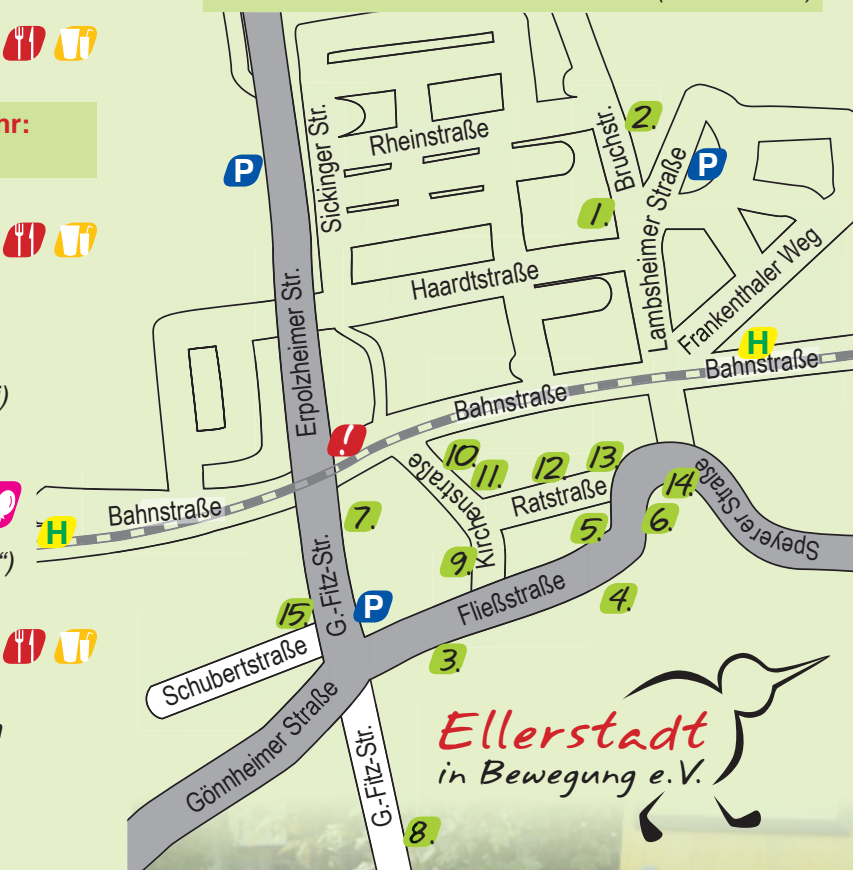 hr:
P
Sickinger Str.
Rheinstraße
Bruchstr.
2.
P
1.
Lambsheimer Straße
Haardtstraße
Frankenthaler Weg
Erpolzheimer Str.
H
Bahnstraße
Bahnstraße
“)
!
10.
11.
12.
13.
14.
Kirchenstraße
Ratstraße
Speyerer Straße
Bahnstraße
H
7.
5.
6.
9.
“)
G.-Fitz-Str.
P
15.
Fließstraße
4.
3.
Schubertstraße
Gönnheimer Straße
G.-Fitz-Str.
8.
Ellerstadt
in Bewegung e.V.